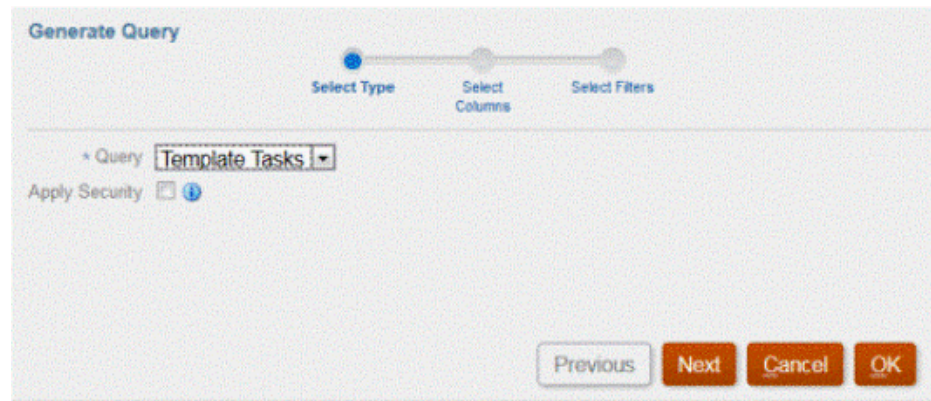 Generate Query
Select Type
Select Columns
Select Filters
* Query Template Tasks
Apply Security
Previous Next Cancel OK